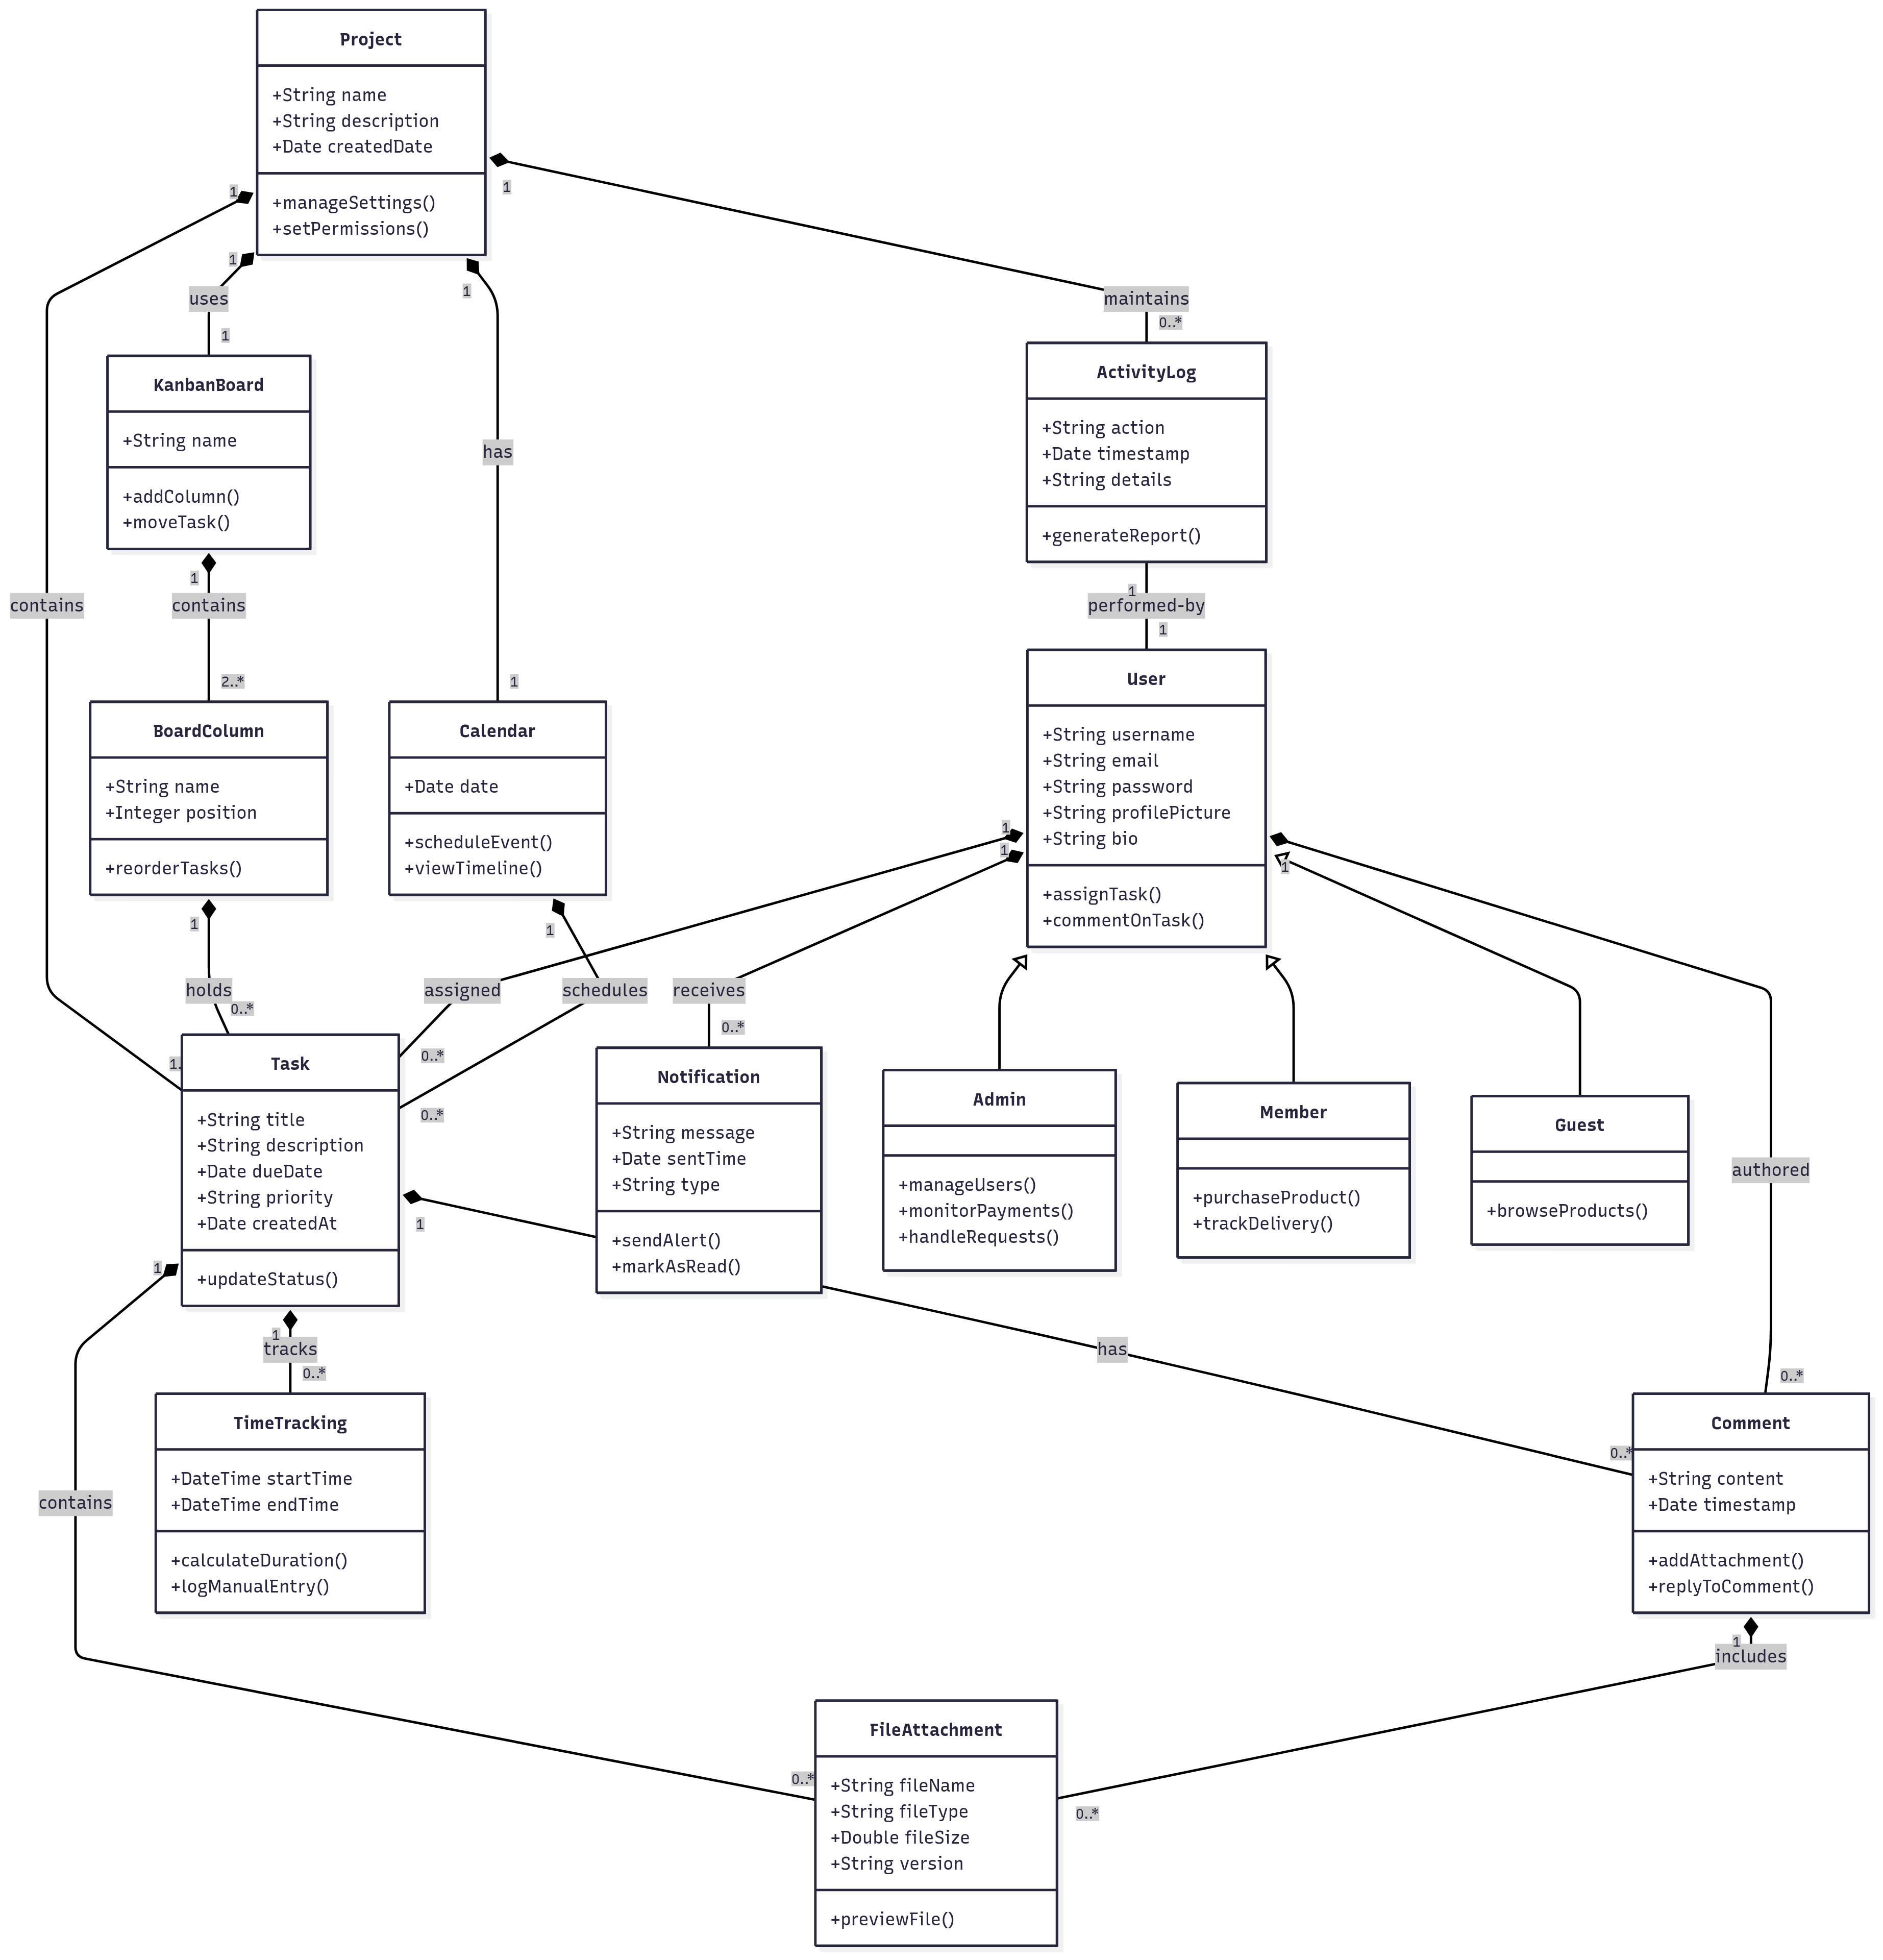 Project
+String name
+String description
+Date createdDate
+manageSettings()
+setPermissions()
1
1
1
1
uses
maintains
1
0..*
KanbanBoard
+String name
+addColumn()
+moveTask()
has
ActivityLog
+String action
+Date timestamp
+String details
+generateReport()
1
contains
contains
2..*
1
1
performed-by
1
BoardColumn
+String name
+Integer position
+reorderTasks()
Calendar
+Date date
+scheduleEvent()
+viewTimeline()
User
+String username
+String email
+String password
+String profilePicture
+String bio
+assignTask()
+commentOnTask()
1
1
1
1
1
holds
0..*
assigned
schedules
receives
0..*
0..*
0..*
1.
Task
+String title
+String description
+Date dueDate
+String priority
+Date createdAt
+updateStatus()
Notification
+String message
+Date sentTime
+String type
+sendAlert()
+markAsRead()
Admin
+manageUsers()
+monitorPayments()
+handleRequests()
Member
+purchaseProduct()
+trackDelivery()
Guest
+browseProducts()
authored
1
1
1
tracks
0..*
has
0..*
0..*
TimeTracking
+DateTime startTime
+DateTime endTime
+calculateDuration()
+logManualEntry()
contains
Comment
+String content
+Date timestamp
+addAttachment()
+replyToComment()
1
includes
0..*
0..*
FileAttachment
+String fileName
+String fileType
+Double fileSize
+String version
+previewFile()